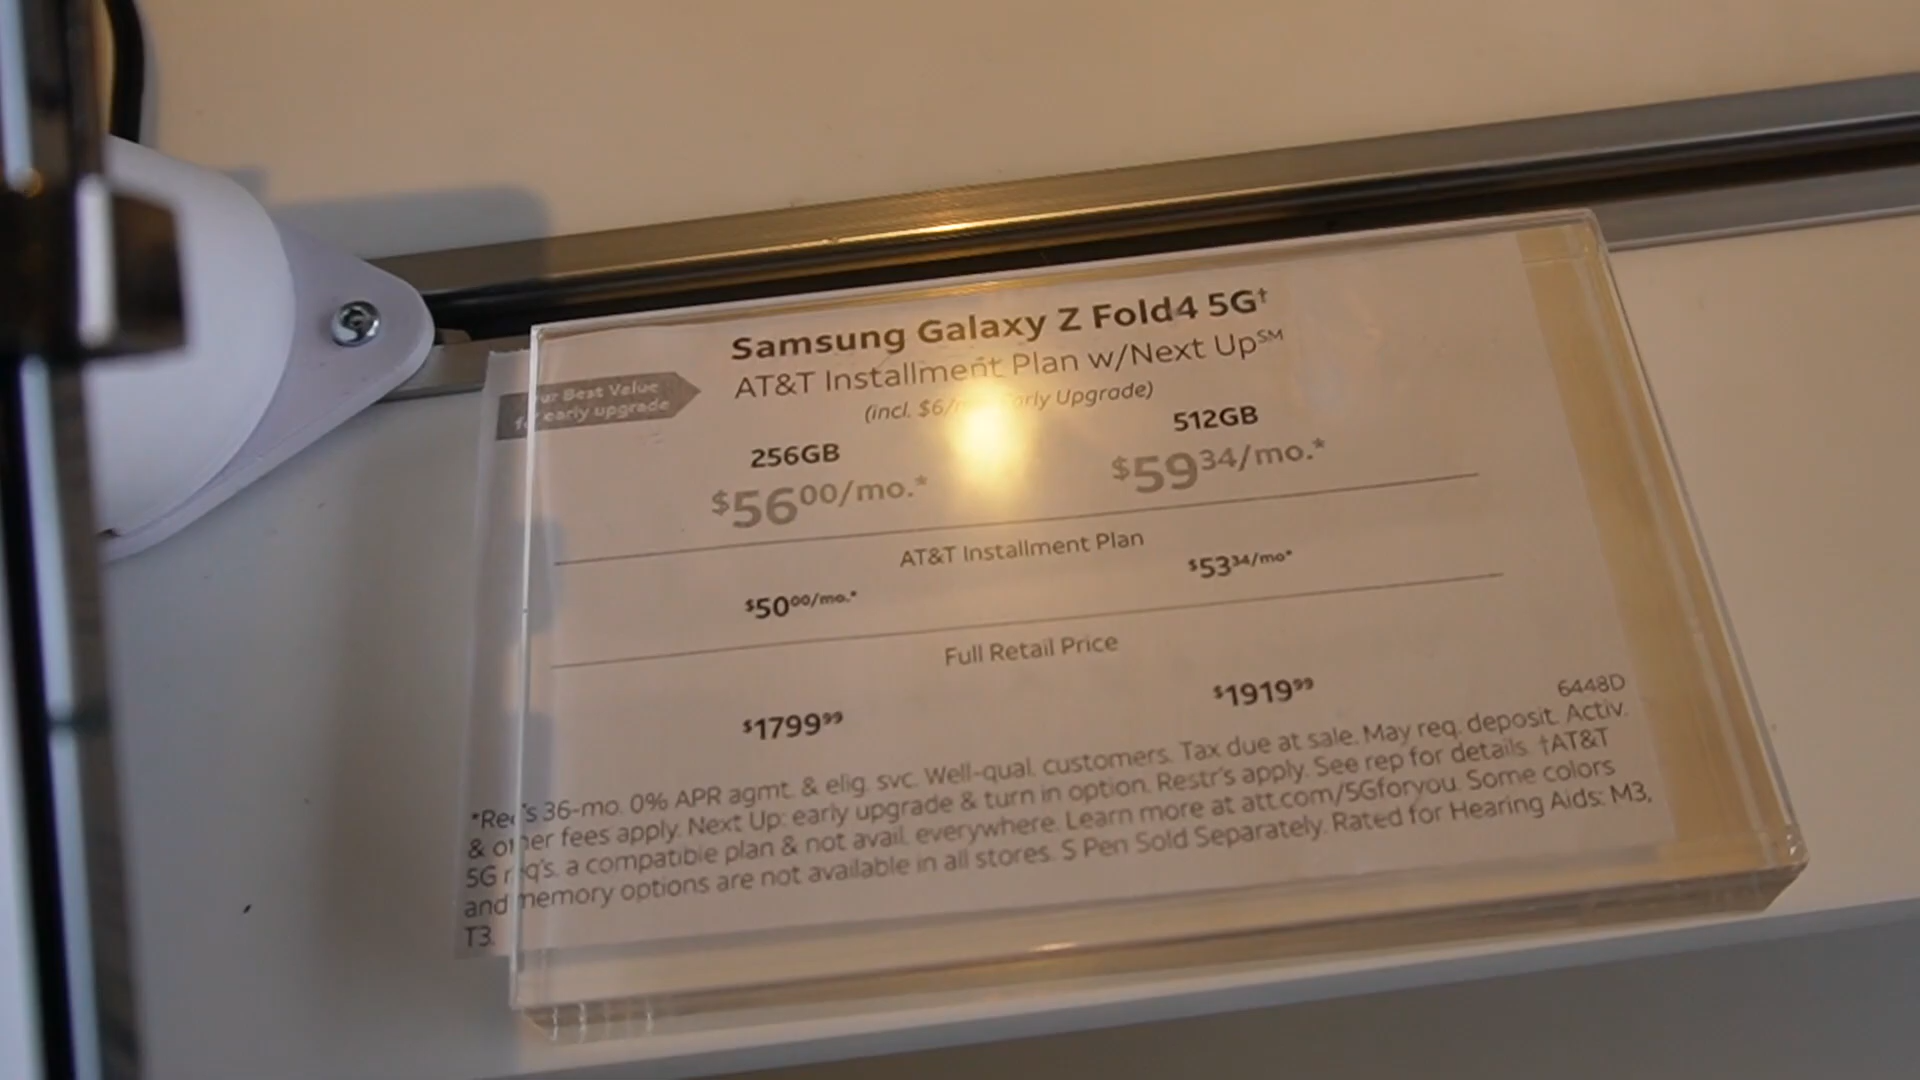 Samsung Galaxy Z Fold4 5G†
AT&T Installment Plan w/Next Up℠
Best Value
early upgrade
(incl. $6/ Upgrade)
256GB 512GB
$56⁰⁰/mo.* $59³⁴/mo.*
AT&T Installment Plan
$50⁰⁰/mo.* $53³⁴/mo*
Full Retail Price
$1799⁹⁹ $1919⁹⁹
6448D
36-mo. 0% APR agmt. & elig. svc. Well-qual. customers. Tax due at sale. May req. deposit. Activ.
& other fees apply. Next Up: early upgrade & turn in option. Restr's apply. See rep for details. †AT&T
5G a compatible plan & not avail. everywhere. Learn more at att.com/5Gforyou. Some colors
and memory options are not available in all stores. S Pen Sold Separately. Rated for Hearing Aids: M3,
T3.